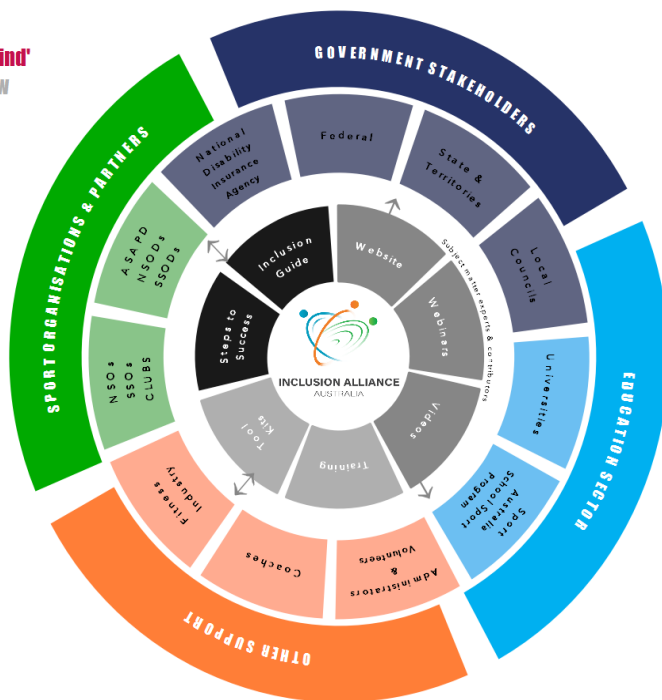 ind'
W
GOVERNMENT STAKEHOLDERS
SPORT ORGANISATIONS & PARTNERS
EDUCATION SECTOR
OTHER SUPPORT
National
Disability
Insurance
Agency
Federal
State &
Territories
Local
Councils
Universities
Sport
Australia
School Sport
Program
Administrators
&
Volunteers
Coaches
Fitness
Industry
NSOs
SSOs
CLUBS
ASAPD
NSODs
SSODs
Inclusion
Guide
Website
Webinars
Videos
Training
Tool
Kits
Steps to
Success
Subject matter experts & contributors
INCLUSION ALLIANCE
AUSTRALIA